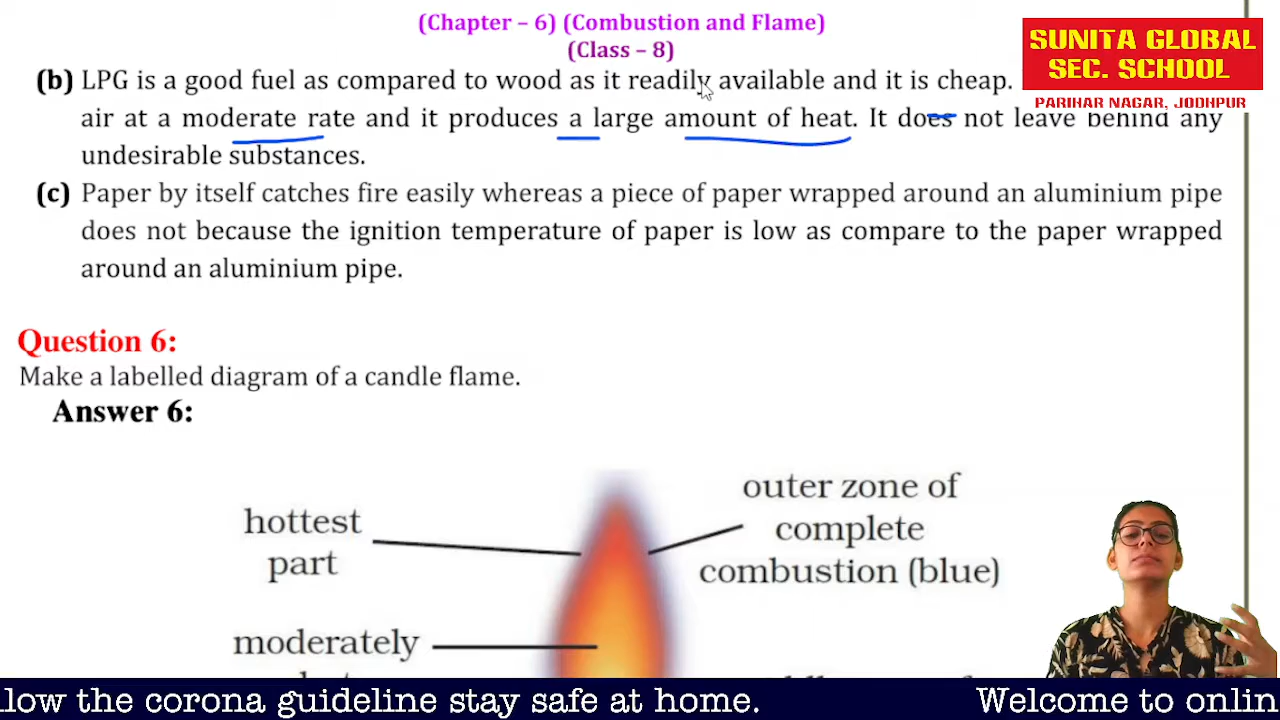 (Chapter – 6) (Combustion and Flame)
(Class – 8)
SUNITA GLOBAL
SEC. SCHOOL
PARIHAR NAGAR, JODHPUR
(b) LPG is a good fuel as compared to wood as it readily available and it is cheap.
air at a moderate rate and it produces a large amount of heat. It does not leave behind any
undesirable substances.
(c) Paper by itself catches fire easily whereas a piece of paper wrapped around an aluminium pipe
does not because the ignition temperature of paper is low as compare to the paper wrapped
around an aluminium pipe.
Question 6:
Make a labelled diagram of a candle flame.
Answer 6:
hottest
part
outer zone of
complete
combustion (blue)
moderately
low the corona guideline stay safe at home.
Welcome to onlin